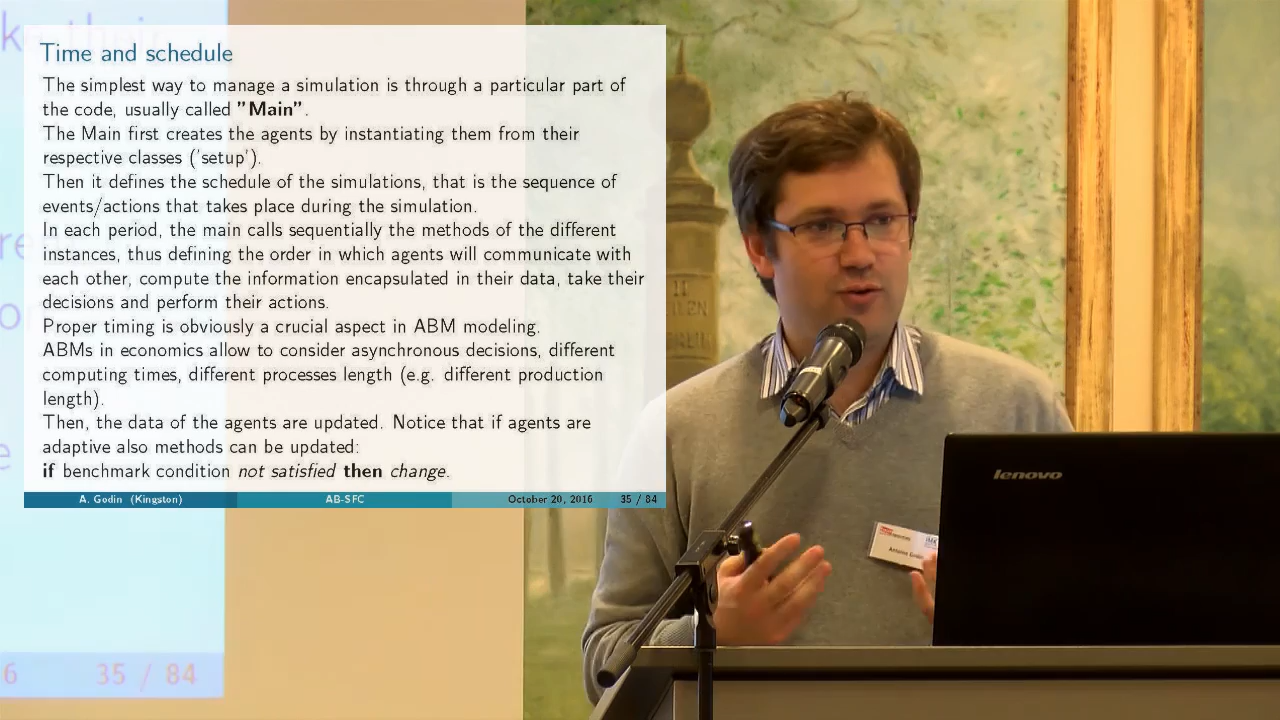 Time and schedule
The simplest way to manage a simulation is through a particular part of
the code, usually called "Main".
The Main first creates the agents by instantiating them from their
respective classes ('setup').
Then it defines the schedule of the simulations, that is the sequence of
events/actions that takes place during the simulation.
In each period, the main calls sequentially the methods of the different
instances, thus defining the order in which agents will communicate with
each other, compute the information encapsulated in their data, take their
decisions and perform their actions.
Proper timing is obviously a crucial aspect in ABM modeling.
ABMs in economics allow to consider asynchronous decisions, different
computing times, different processes length (e.g. different production
length).
Then, the data of the agents are updated. Notice that if agents are
adaptive also methods can be updated:
if benchmark condition not satisfied then change.
A. Godin (Kingston) AB-SFC October 20, 2016 35 / 84
6 35 / 84
lenovo